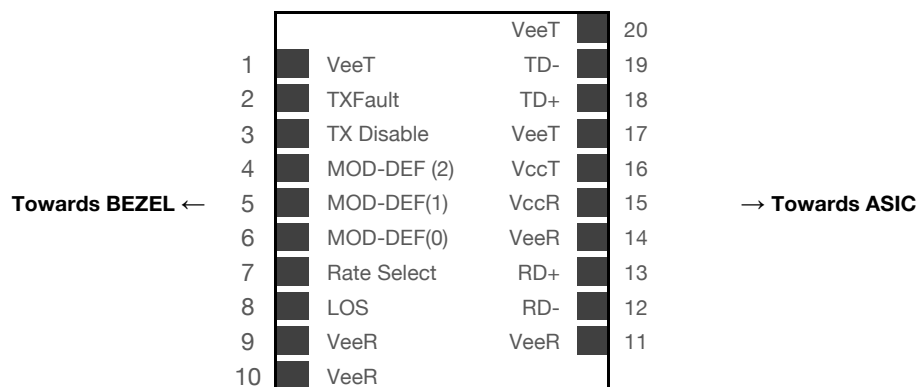 VeeT 20
1 VeeT TD- 19
2 TXFault TD+ 18
3 TX Disable VeeT 17
4 MOD-DEF (2) VccT 16
Towards BEZEL ← 5 MOD-DEF(1) VccR 15 → Towards ASIC
6 MOD-DEF(0) VeeR 14
7 Rate Select RD+ 13
8 LOS RD- 12
9 VeeR VeeR 11
10 VeeR